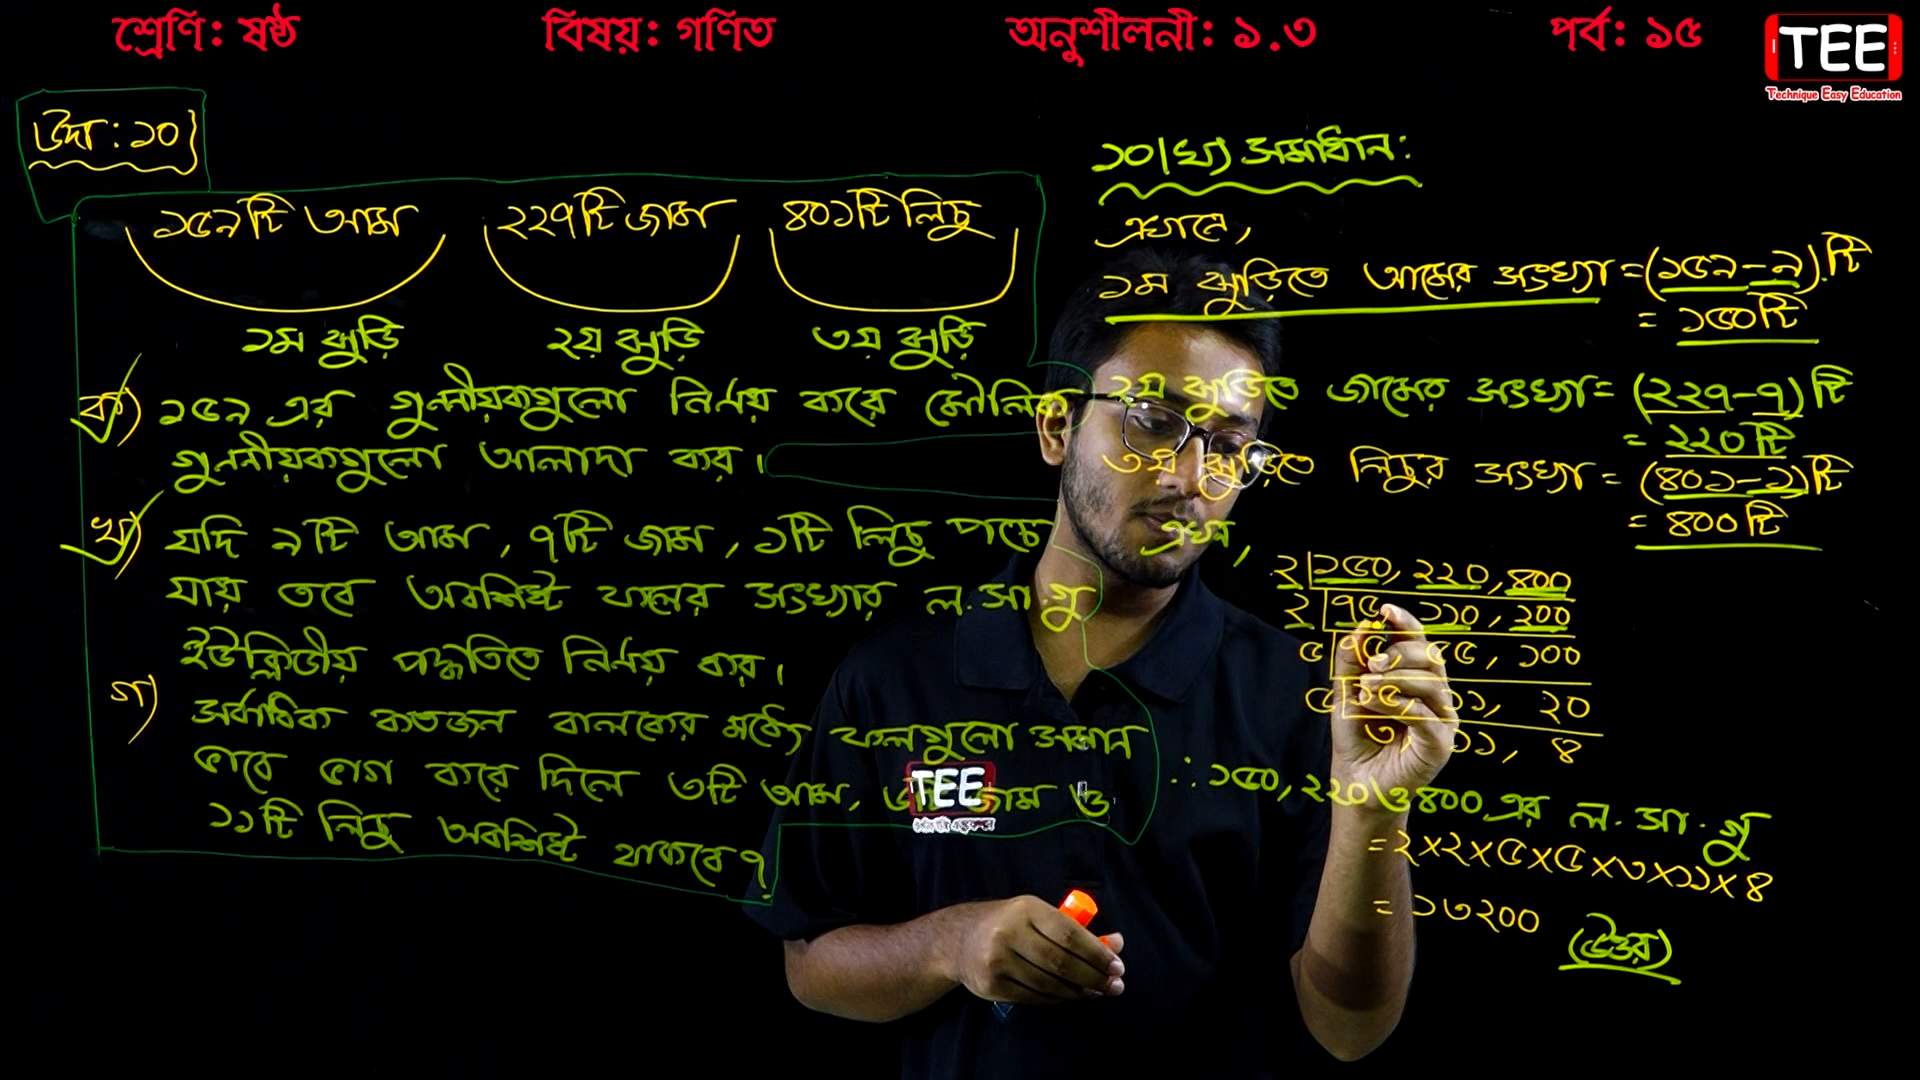 শ্রেণি: ষষ্ঠ বিষয়: গণিত অনুশীলনী: ১.৩ পর্ব: ১৫
TEE
Technique Easy Education
উদা: ১০
১৫৯টি আম ২২৭টি জাম ৪০১টি লিচু
১ম ঝুড়ি ২য় ঝুড়ি ৩য় ঝুড়ি
ক) ১৫৯ এর গুণনীয়কগুলো নির্ণয় করে মৌলিক
গুণনীয়কগুলো আলাদা কর।
খ) যদি ৯টি আম, ৭টি জাম, ১টি লিচু পচে
যায় তবে অবশিষ্ট ফলের সংখ্যার ল.সা.গু
ইউক্লিডীয় পদ্ধতিতে নির্ণয় কর।
গ) সর্বাধিক কতজন বালকের মধ্যে ফলগুলো সমান
ভাবে ভাগ করে দিলে ৩টি আম, জাম ও
১১টি লিচু অবশিষ্ট থাকবে?
TEE
১০।খ) সমাধান:
এখানে,
১ম ঝুড়িতে আমের সংখ্যা = (১৫৯-৯)টি
= ১৫০টি
২য় ঝুড়িতে জামের সংখ্যা = (২২৭-৭)টি
= ২২০টি
৩য় ঝুড়িতে লিচুর সংখ্যা = (৪০১-১)টি
= ৪০০টি
এখন,
২|১৫০, ২২০, ৪০০
২|৭৫, ১১০, ২০০
৫|৭৫, ৫৫, ১০০
৫|১৫, ১১, ২০
৩, ১১, ৪
∴ ১৫০, ২২০ ও ৪০০ এর ল.সা.গু
= ২×২×৫×৫×৩×১১×৪
= ১৩২০০ (উত্তর)